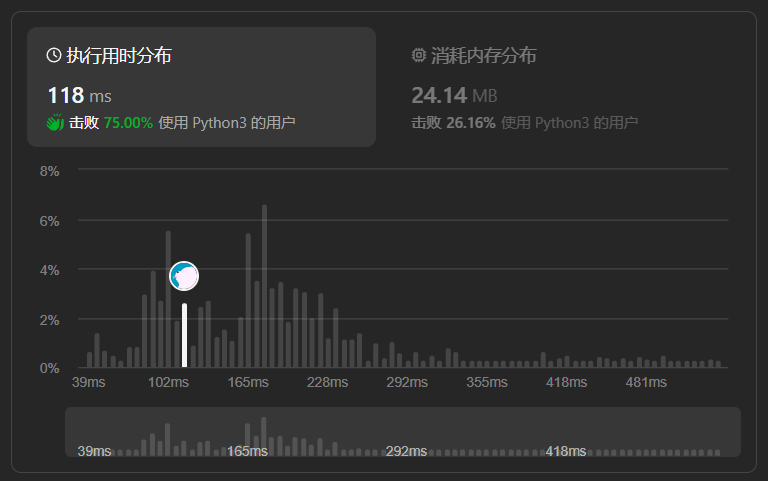 执行用时分布
118 ms
击败 75.00% 使用 Python3 的用户
消耗内存分布
24.14 MB
击败 26.16% 使用 Python3 的用户
8%
6%
4%
2%
0%
39ms 102ms 165ms 228ms 292ms 355ms 418ms 481ms
39ms 165ms 292ms 418ms